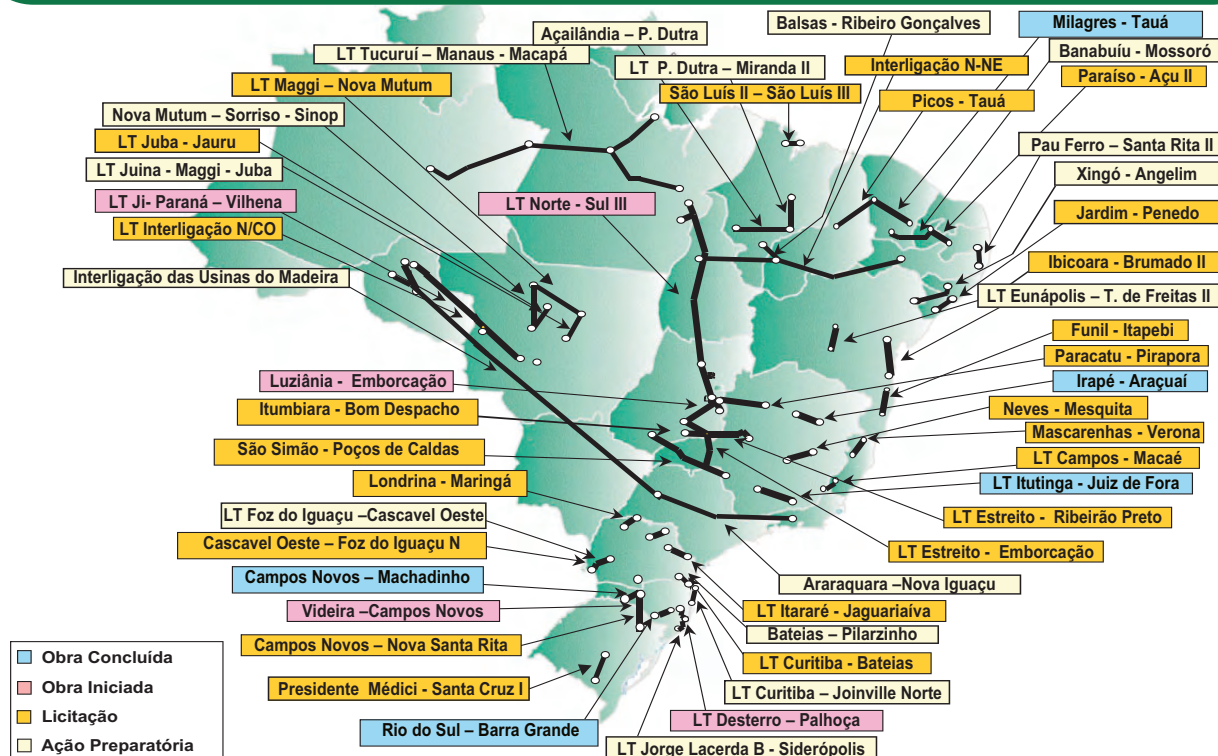 Balsas - Ribeiro Gonçalves
Milagres - Tauá
Açailândia – P. Dutra
LT Tucuruí – Manaus - Macapá
LT P. Dutra – Miranda II
Interligação N-NE
Banabuíu - Mossoró
LT Maggi – Nova Mutum
São Luís II – São Luís III
Picos - Tauá
Paraíso - Açu II
Nova Mutum – Sorriso - Sinop
LT Juba - Jauru
Pau Ferro – Santa Rita II
LT Juina - Maggi - Juba
Xingó - Angelim
LT Ji- Paraná – Vilhena
LT Norte - Sul III
Jardim - Penedo
LT Interligação N/CO
Ibicoara - Brumado II
Interligação das Usinas do Madeira
LT Eunápolis – T. de Freitas II
Funil - Itapebi
Paracatu - Pirapora
Luziânia - Emborcação
Irapé - Araçuaí
Itumbiara - Bom Despacho
Neves - Mesquita
Mascarenhas - Verona
São Simão - Poços de Caldas
LT Campos - Macaé
Londrina - Maringá
LT Itutinga - Juiz de Fora
LT Foz do Iguaçu –Cascavel Oeste
LT Estreito - Ribeirão Preto
Cascavel Oeste – Foz do Iguaçu N
LT Estreito - Emborcação
Campos Novos – Machadinho
Araraquara –Nova Iguaçu
Videira –Campos Novos
LT Itararé - Jaguariaíva
Bateias – Pilarzinho
Campos Novos – Nova Santa Rita
LT Curitiba - Bateias
Presidente Médici - Santa Cruz I
LT Curitiba – Joinville Norte
Rio do Sul – Barra Grande
LT Desterro – Palhoça
LT Jorge Lacerda B - Siderópolis
Obra Concluída
Obra Iniciada
Licitação
Ação Preparatória